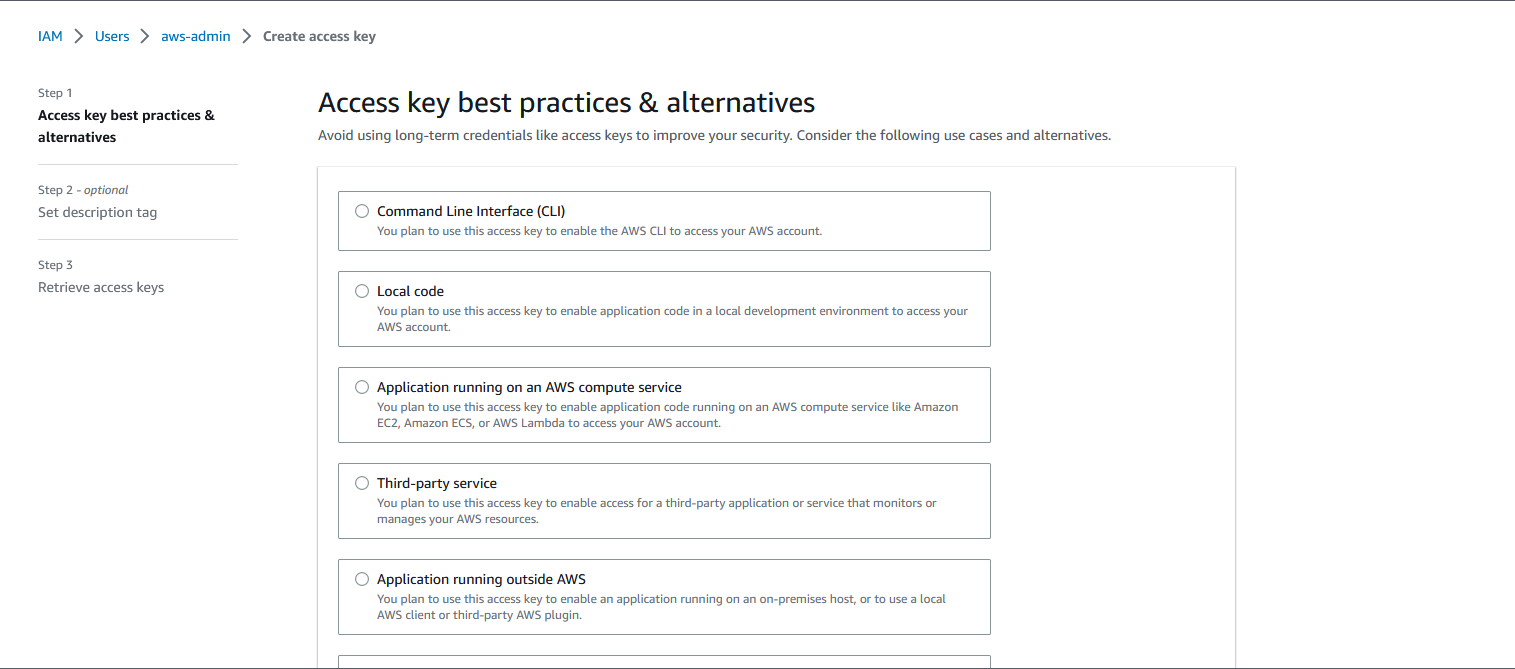 IAM > Users > aws-admin > Create access key
Step 1
Access key best practices &
alternatives
Step 2 - optional
Set description tag
Step 3
Retrieve access keys
Access key best practices & alternatives
Avoid using long-term credentials like access keys to improve your security. Consider the following use cases and alternatives.
Command Line Interface (CLI)
You plan to use this access key to enable the AWS CLI to access your AWS account.
Local code
You plan to use this access key to enable application code in a local development environment to access your
AWS account.
Application running on an AWS compute service
You plan to use this access key to enable application code running on an AWS compute service like Amazon
EC2, Amazon ECS, or AWS Lambda to access your AWS account.
Third-party service
You plan to use this access key to enable access for a third-party application or service that monitors or
manages your AWS resources.
Application running outside AWS
You plan to use this access key to enable an application running on an on-premises host, or to use a local
AWS client or third-party AWS plugin.